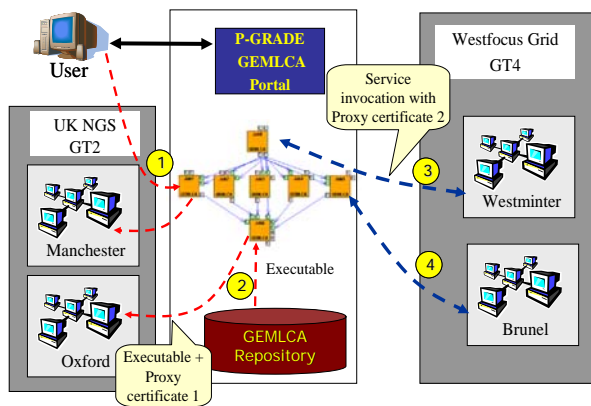 User
P-GRADE
GEMLCA
Portal
Westfocus Grid
GT4
Service
invocation with
Proxy certificate 2
UK NGS
GT2
1
3
Manchester
Westminter
2
Executable
4
Oxford
Brunel
GEMLCA
Repository
Executable +
Proxy
certificate 1